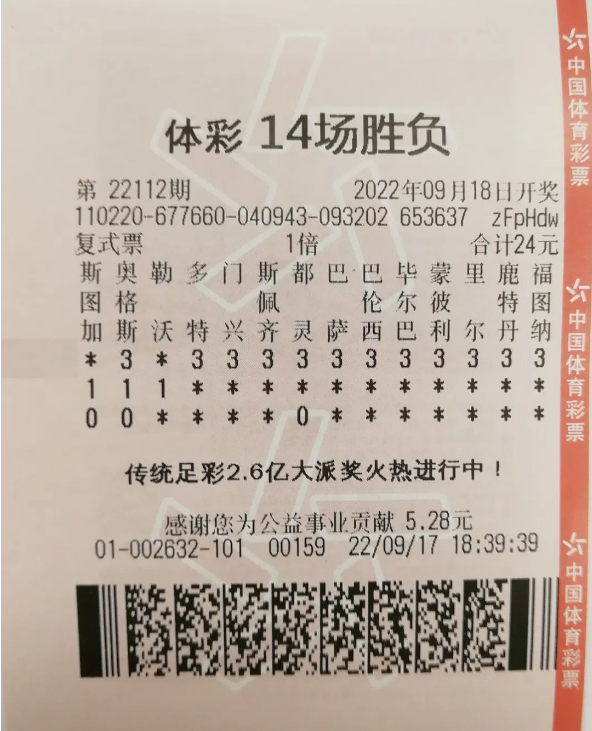 体彩 14场胜负
第 22112期 2022年09月18日开奖
110220-677660-040943-093202 653637 zFpHdw
复式票 1倍 合计24元
斯 奥 勒 多 门 斯 都 巴 巴 毕 蒙 里 鹿 福
图 格 佩 伦 尔 彼 特 图
加 斯 沃 特 兴 齐 灵 萨 西 巴 利 尔 丹 纳
* 3 * 3 3 3 3 3 3 3 3 3 3 3
1 1 1 * * * * * * * * * * *
0 0 * * * * 0 * * * * * * *
传统足彩2.6亿大派奖火热进行中！
感谢您为公益事业贡献 5.28元
01-002632-101 00159 22/09/17 18:39:39
中国体育彩票
中国体育彩票
中国体育彩票